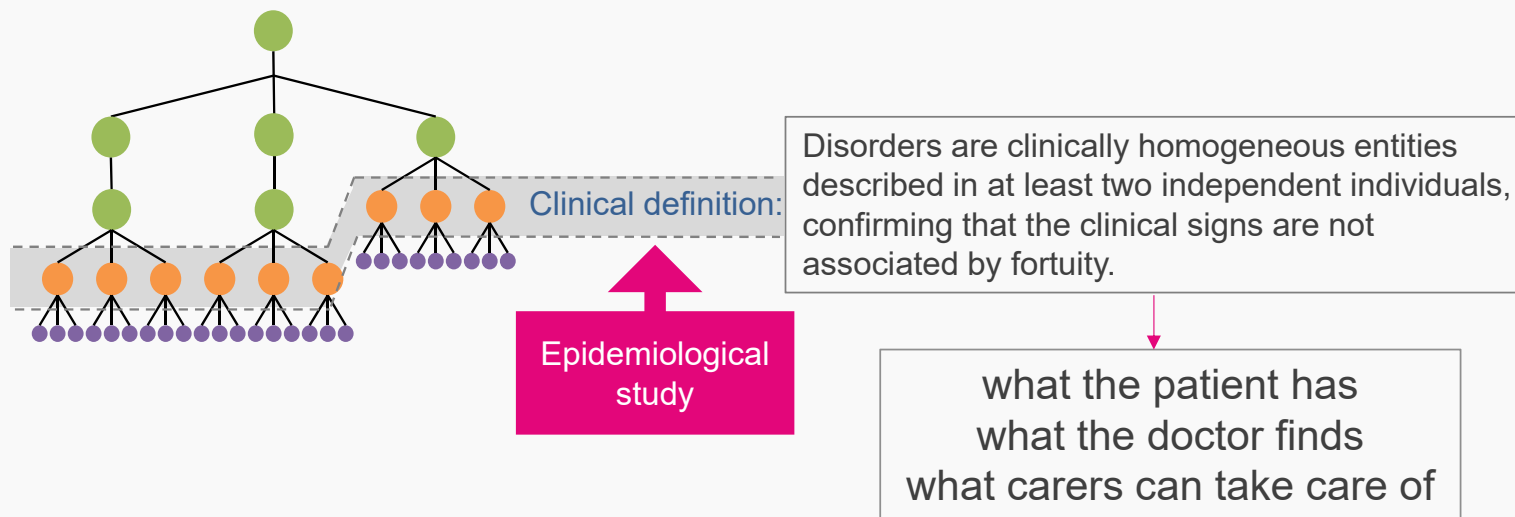 Clinical definition:
Disorders are clinically homogeneous entities
described in at least two independent individuals,
confirming that the clinical signs are not
associated by fortuity.
Epidemiological
study
what the patient has
what the doctor finds
what carers can take care of